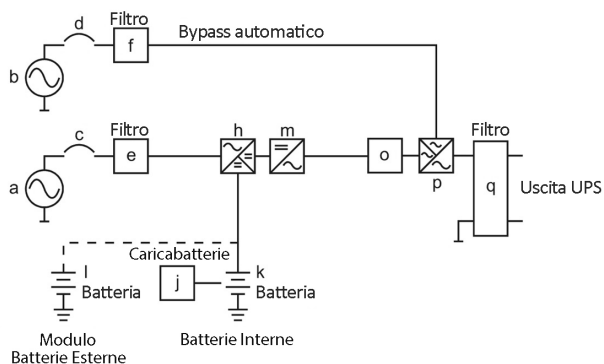 d
Filtro
f
Bypass automatico
b
c
Filtro
e
h
m
o
p
Filtro
q
Uscita UPS
a
Caricabatterie
l
Batteria
j
k
Batteria
Modulo
Batterie Esterne
Batterie Interne